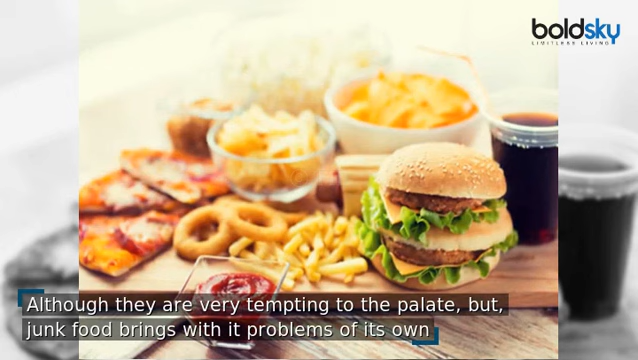 boldsky
LIMITLESS LIVING
Although they are very tempting to the palate, but,
junk food brings with it problems of its own